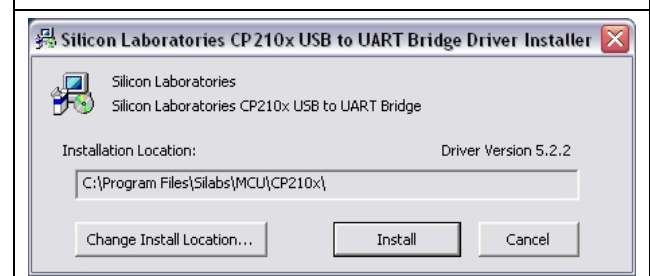 Silicon Laboratories CP210x USB to UART Bridge Driver Installer
Silicon Laboratories
Silicon Laboratories CP210x USB to UART Bridge
Installation Location: Driver Version 5.2.2
C:\Program Files\Silabs\MCU\CP210x\
Change Install Location... Install Cancel